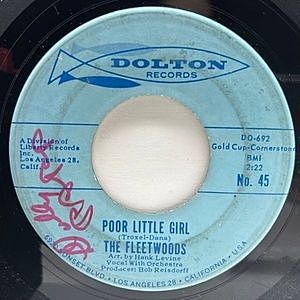 DOLTON
RECORDS
A Division of
Liberty Records
Inc.
Los Angeles 28,
Calif.
DO-692
Gold Cup-Cornerstone
BMI
2:22
No. 45
POOR LITTLE GIRL
(Troxel-Dana)
THE FLEETWOODS
Arr. by Hank Levine
Vocal With Orchestra
Producer: Bob Reisdorff
SUNSET BLVD. • LOS ANGELES 28 • CALIFORNIA • U.S.A.